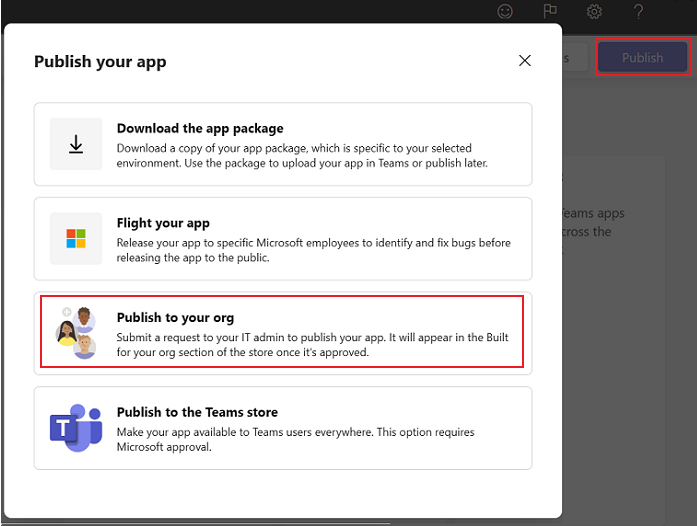 ?
s
Publish
Publish your app
Download the app package
Download a copy of your app package, which is specific to your selected
environment. Use the package to upload your app in Teams or publish later.
Flight your app
Release your app to specific Microsoft employees to identify and fix bugs before
releasing the app to the public.
Publish to your org
Submit a request to your IT admin to publish your app. It will appear in the Built
for your org section of the store once it's approved.
T
Publish to the Teams store
Make your app available to Teams users everywhere. This option requires
Microsoft approval.
eams apps
cross the